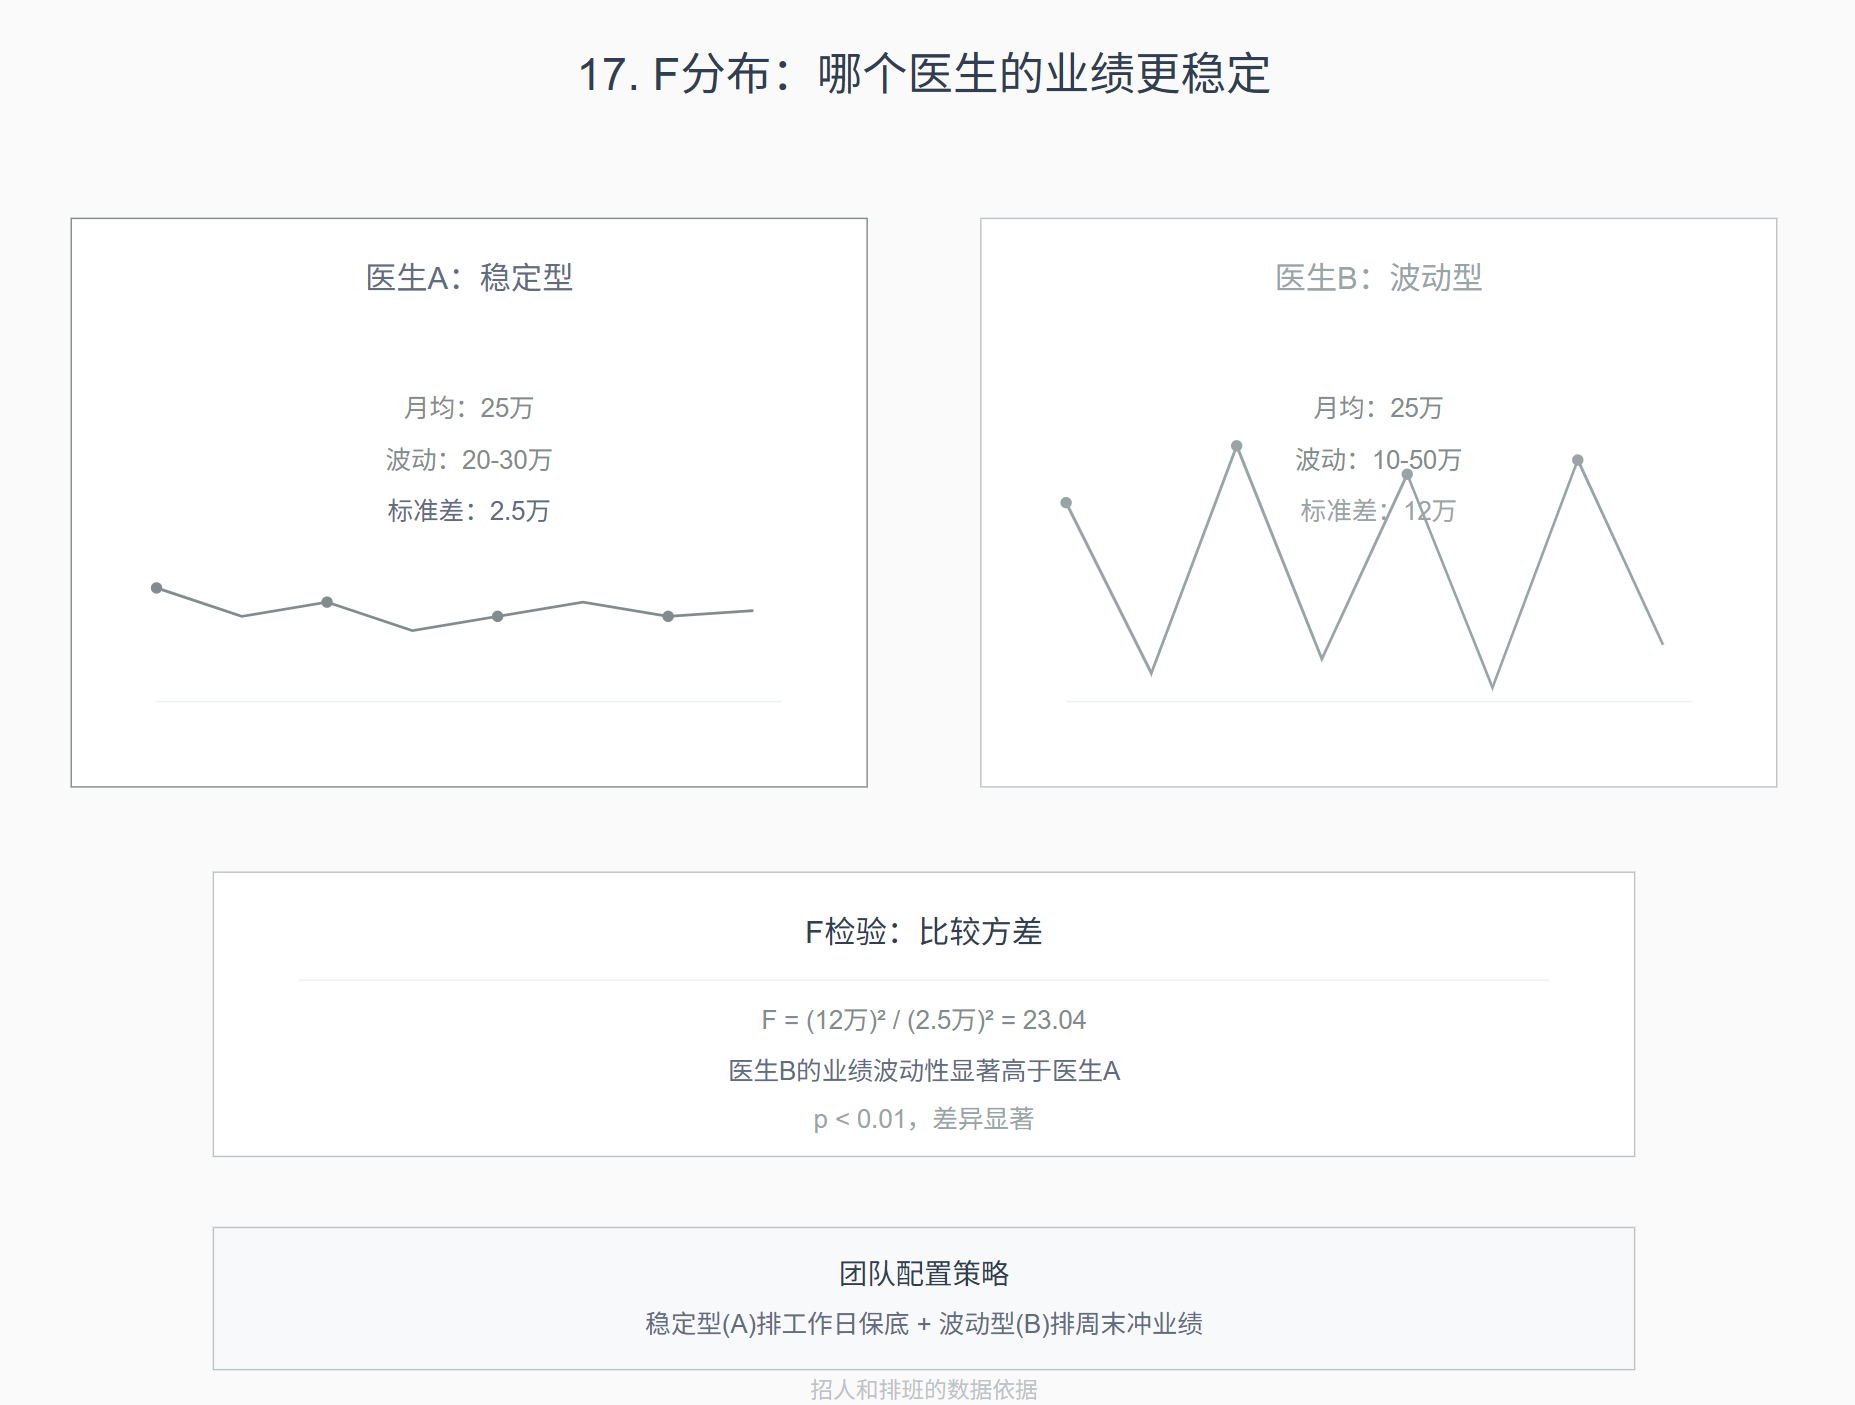 17. F分布：哪个医生的业绩更稳定
医生A：稳定型
月均：25万
波动：20-30万
标准差：2.5万
医生B：波动型
月均：25万
波动：10-50万
标准差：12万
F检验：比较方差
F = (12万)² / (2.5万)² = 23.04
医生B的业绩波动性显著高于医生A
p < 0.01，差异显著
团队配置策略
稳定型(A)排工作日保底 + 波动型(B)排周末冲业绩
招人和排班的数据依据